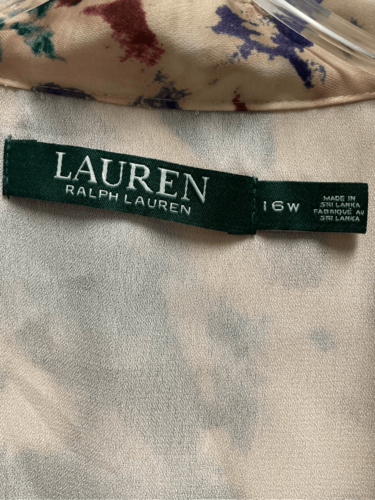 LAUREN
RALPH LAUREN
16W
MADE IN
SRI LANKA
FABRIQUÉ AU
SRI LANKA